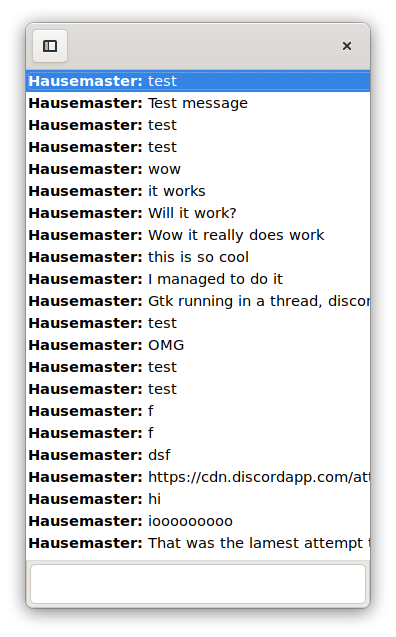 Hausemaster: test
Hausemaster: Test message
Hausemaster: test
Hausemaster: test
Hausemaster: wow
Hausemaster: it works
Hausemaster: Will it work?
Hausemaster: Wow it really does work
Hausemaster: this is so cool
Hausemaster: I managed to do it
Hausemaster: Gtk running in a thread, discor
Hausemaster: test
Hausemaster: OMG
Hausemaster: test
Hausemaster: test
Hausemaster: f
Hausemaster: f
Hausemaster: dsf
Hausemaster: https://cdn.discordapp.com/att
Hausemaster: hi
Hausemaster: iooooooooo
Hausemaster: That was the lamest attempt t